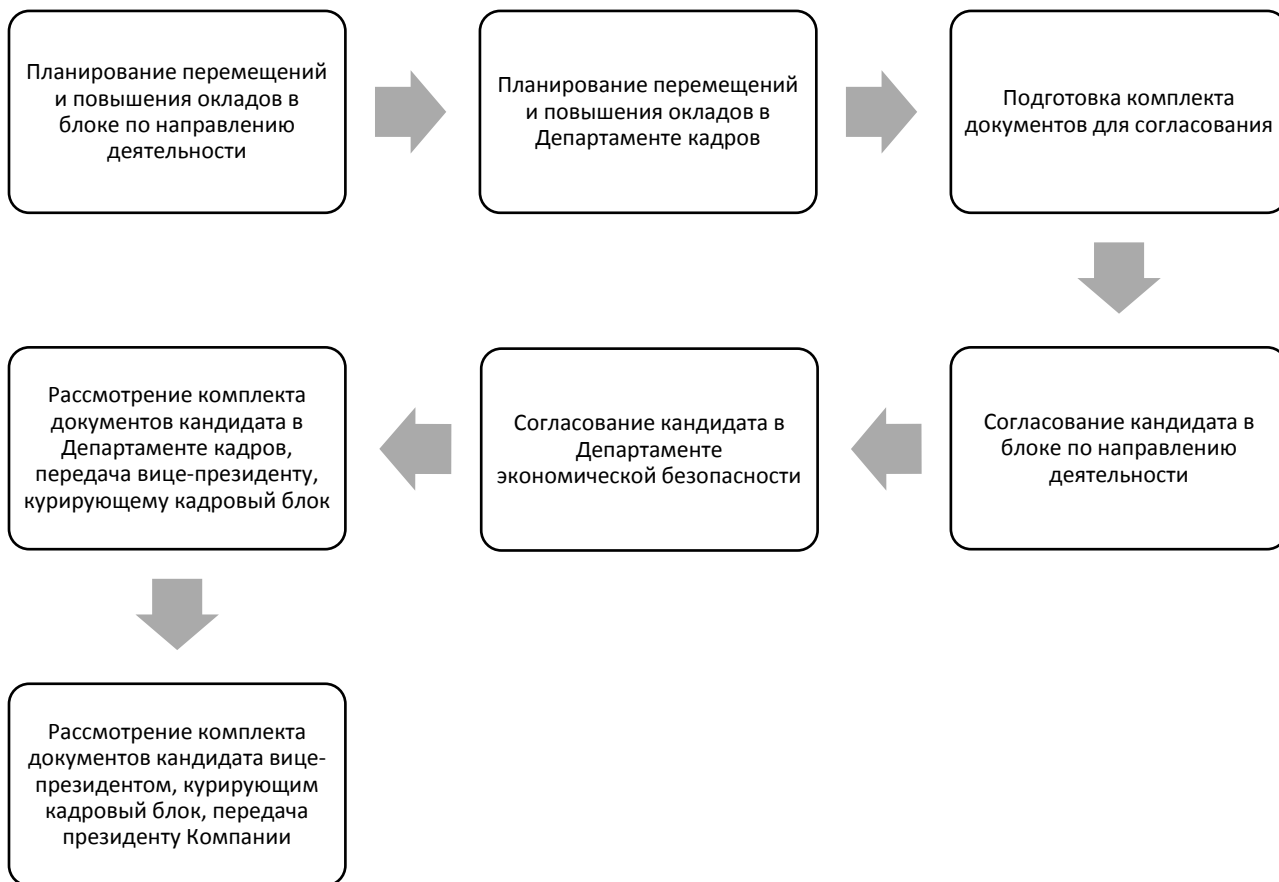 Планирование перемещений
и повышения окладов в
блоке по направлению
деятельности
Планирование перемещений
и повышения окладов в
Департаменте кадров
Подготовка комплекта
документов для согласования
Согласование кандидата в
блоке по направлению
деятельности
Согласование кандидата в
Департаменте
экономической безопасности
Рассмотрение комплекта
документов кандидата в
Департаменте кадров,
передача вице-президенту,
курирующему кадровый блок
Рассмотрение комплекта
документов кандидата вице-
президентом, курирующим
кадровый блок, передача
президенту Компании